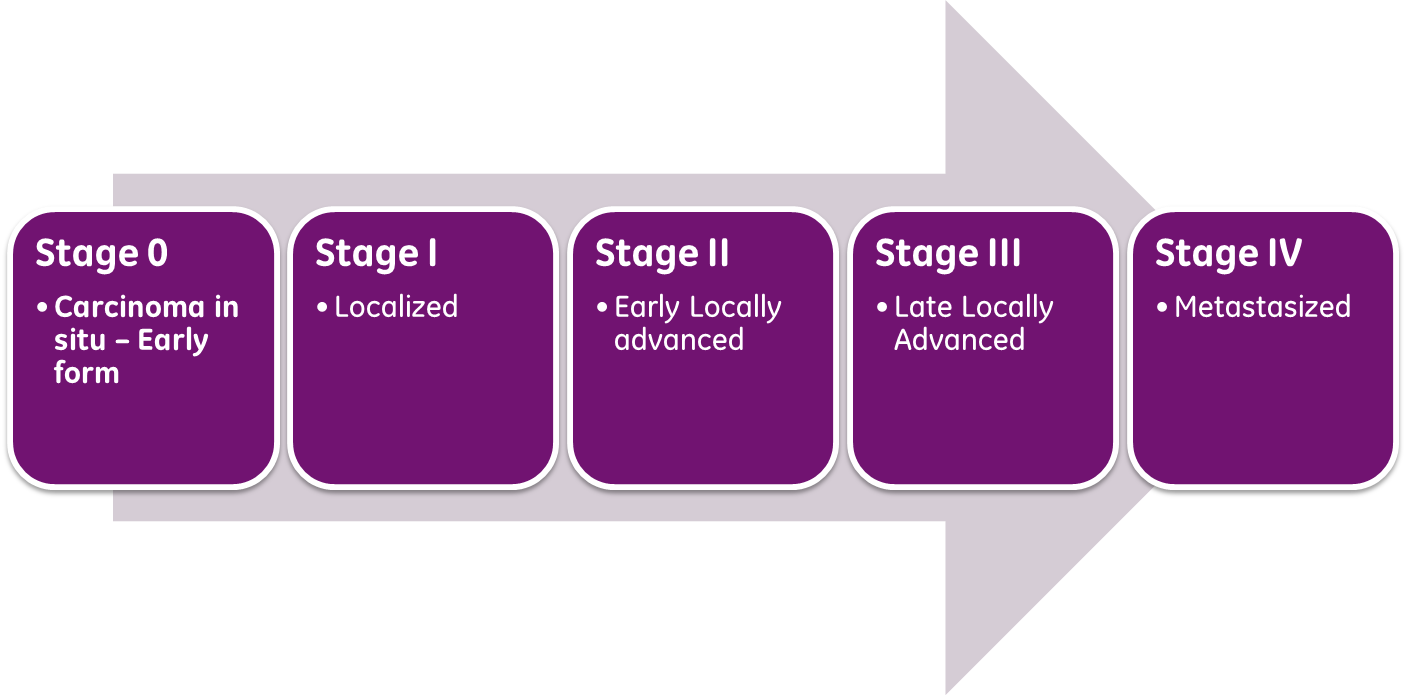 Stage 0
• Carcinoma in
situ – Early
form
Stage I
• Localized
Stage II
• Early Locally
advanced
Stage III
• Late Locally
Advanced
Stage IV
• Metastasized